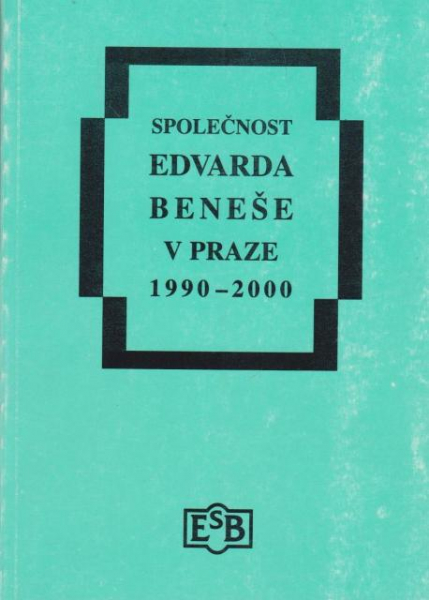 SPOLEČNOST
EDVARDA
BENEŠE
V PRAZE
1990–2000
ESB